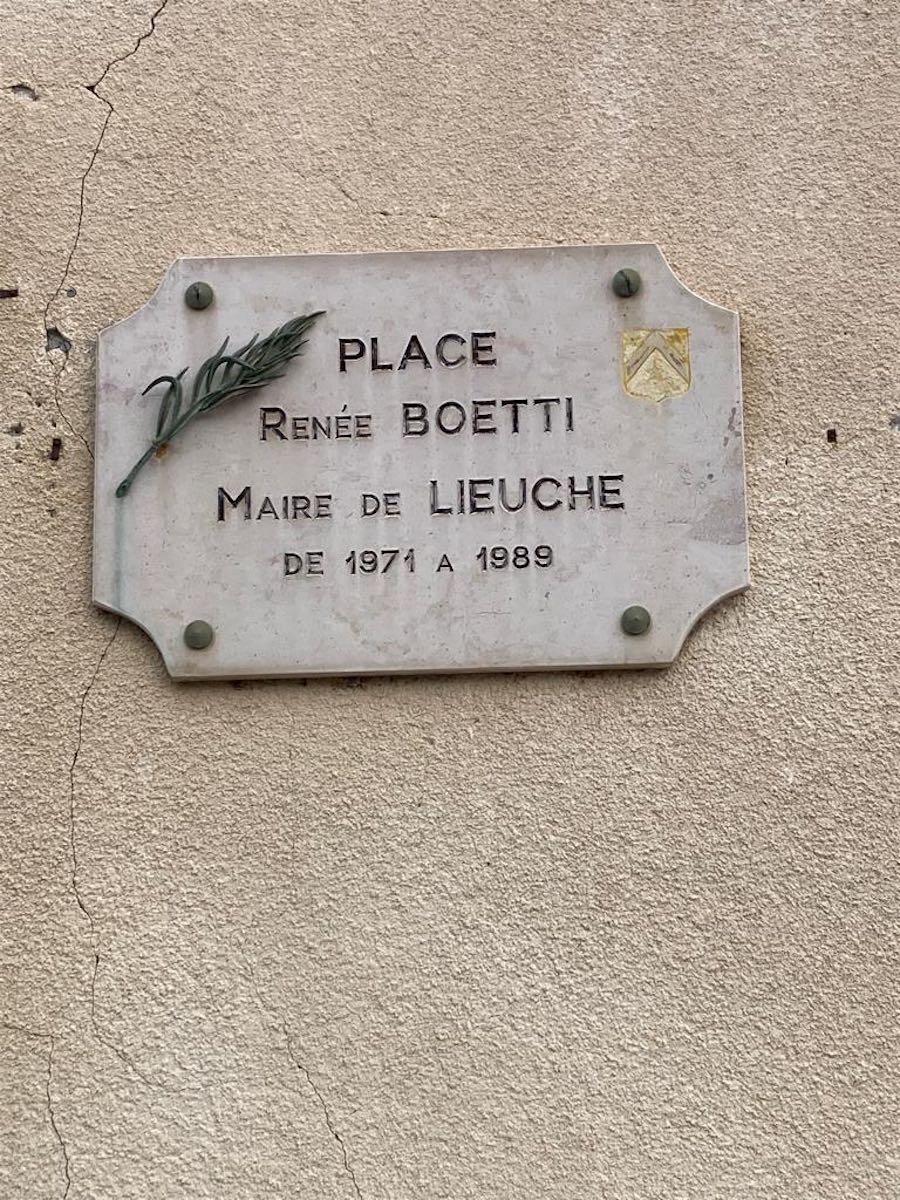 PLACE
RENÉE BOETTI
MAIRE DE LIEUCHE
DE 1971 A 1989